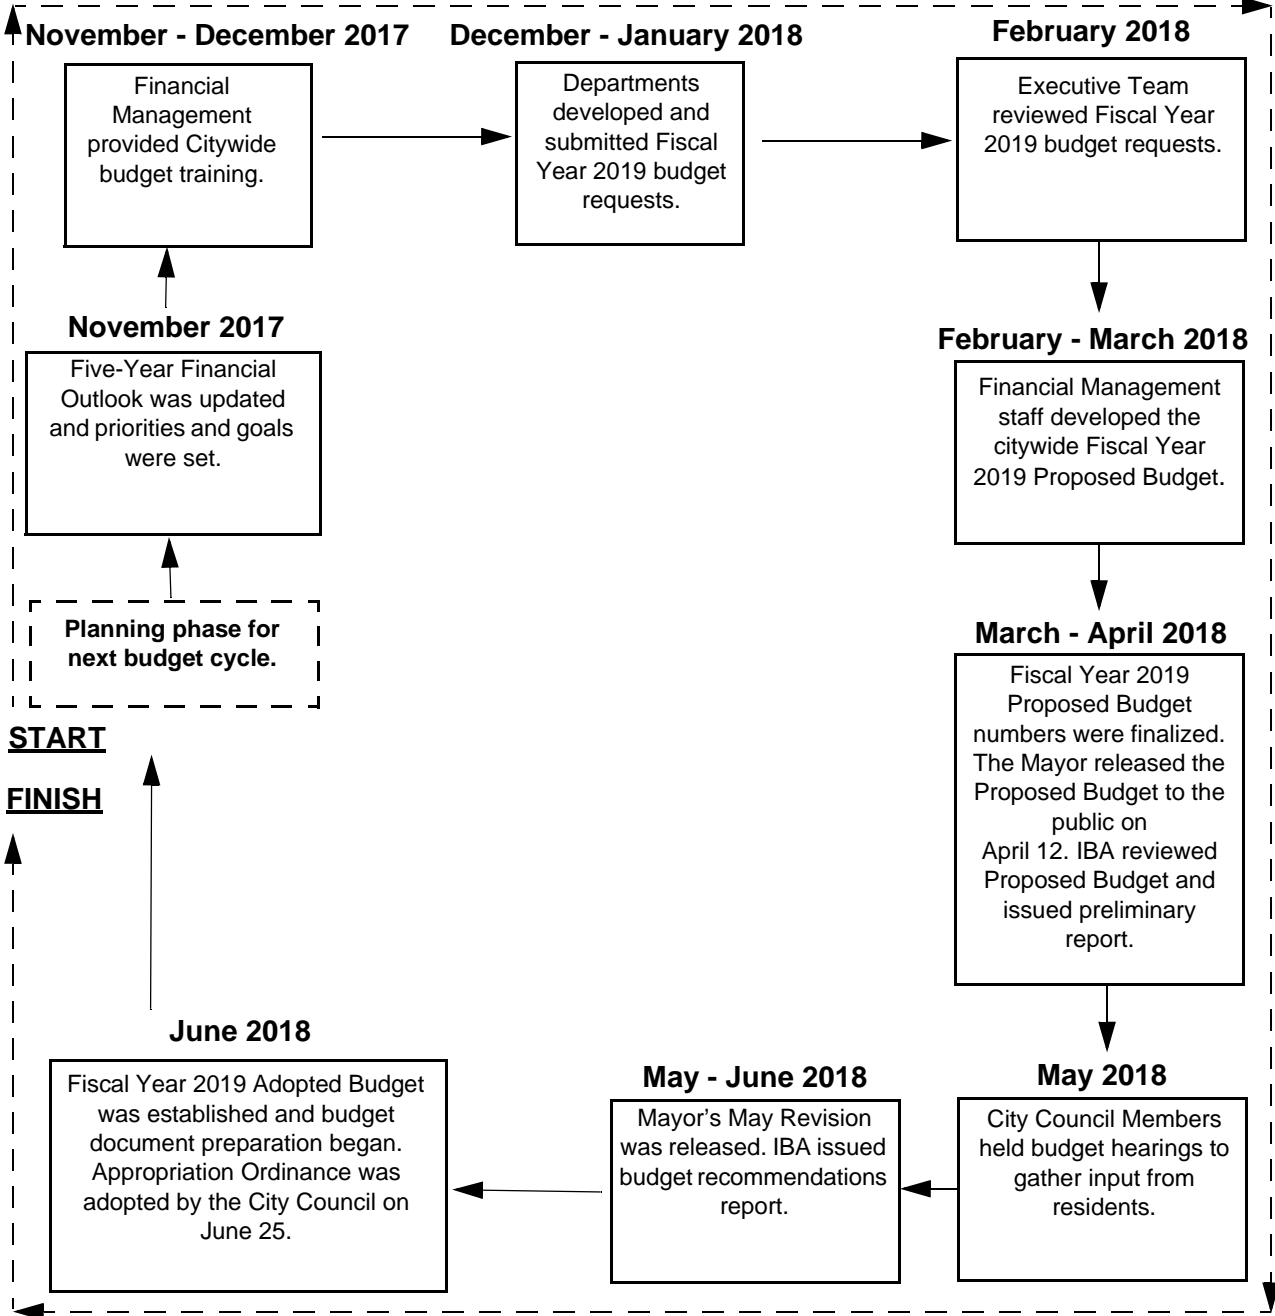 November - December 2017
Financial
Management
provided Citywide
budget training.
December - January 2018
Departments
developed and
submitted Fiscal
Year 2019 budget
requests.
February 2018
Executive Team
reviewed Fiscal Year
2019 budget requests.
November 2017
Five-Year Financial
Outlook was updated
and priorities and goals
were set.
February - March 2018
Financial Management
staff developed the
citywide Fiscal Year
2019 Proposed Budget.
Planning phase for
next budget cycle.
START
FINISH
March - April 2018
Fiscal Year 2019
Proposed Budget
numbers were finalized.
The Mayor released the
Proposed Budget to the
public on
April 12. IBA reviewed
Proposed Budget and
issued preliminary
report.
May 2018
City Council Members
held budget hearings to
gather input from
residents.
May - June 2018
Mayor’s May Revision
was released. IBA issued
budget recommendations
report.
June 2018
Fiscal Year 2019 Adopted Budget
was established and budget
document preparation began.
Appropriation Ordinance was
adopted by the City Council on
June 25.